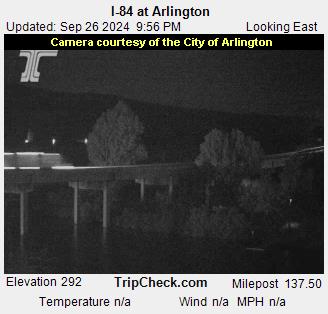 I-84 at Arlington
Updated: Sep 26 2024 9:56 PM Looking East
Camera courtesy of the City of Arlington
Elevation 292 TripCheck.com Milepost 137.50
Temperature n/a Wind n/a MPH n/a